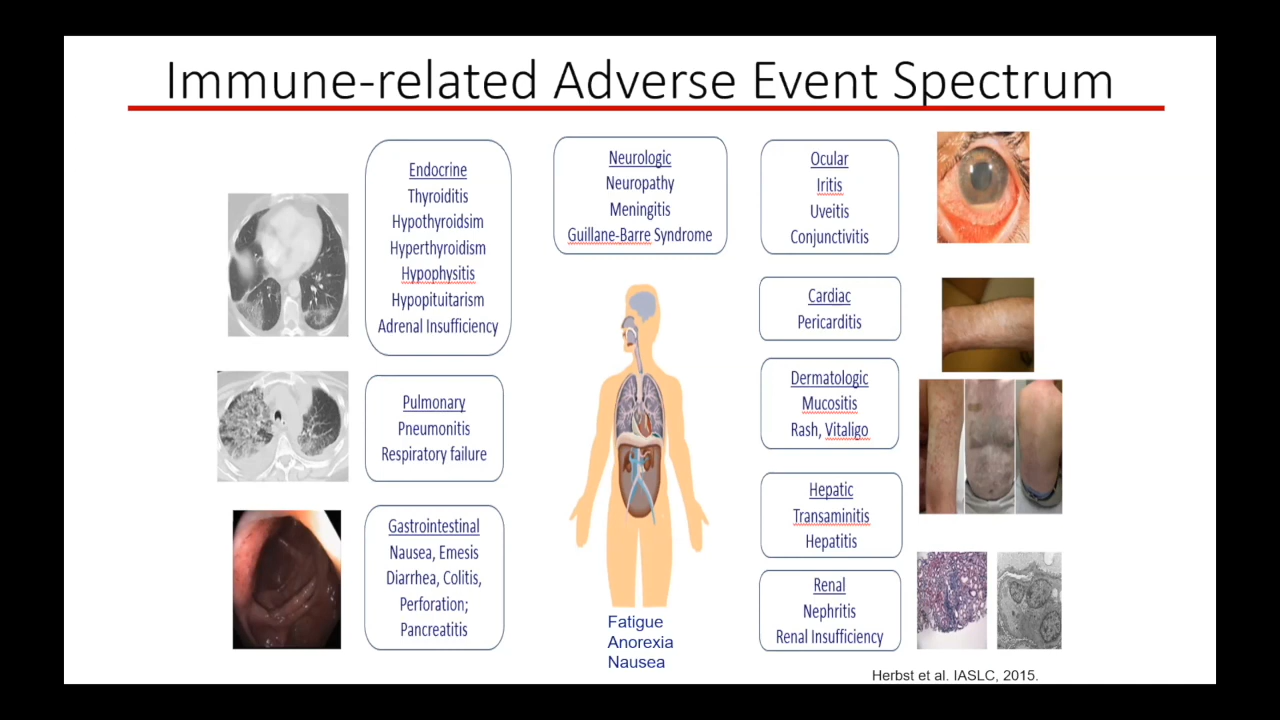 Immune-related Adverse Event Spectrum
Endocrine
Thyroiditis
Hypothyroidsim
Hyperthyroidism
Hypophysitis
Hypopituitarism
Adrenal Insufficiency
Pulmonary
Pneumonitis
Respiratory failure
Gastrointestinal
Nausea, Emesis
Diarrhea, Colitis,
Perforation;
Pancreatitis
Neurologic
Neuropathy
Meningitis
Guillane-Barre Syndrome
Fatigue
Anorexia
Nausea
Ocular
Iritis
Uveitis
Conjunctivitis
Cardiac
Pericarditis
Dermatologic
Mucositis
Rash, Vitaligo
Hepatic
Transaminitis
Hepatitis
Renal
Nephritis
Renal Insufficiency
Herbst et al. IASLC, 2015.